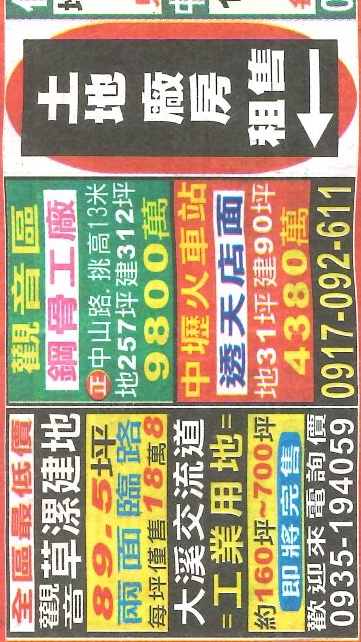 土地 廠房 租售
觀音區
鋼骨工廠
正中山路.挑高13米
地257坪建312坪
9800萬
中壢火車站
透天店面
地31坪建90坪
4380萬
0917-092-611
全區最低價
觀音草漯建地
89.5坪
兩面臨路
每坪僅售18萬8
大溪交流道
=工業用地=
約160坪~700坪
即將完售
歡迎來電詢價
0935-194059